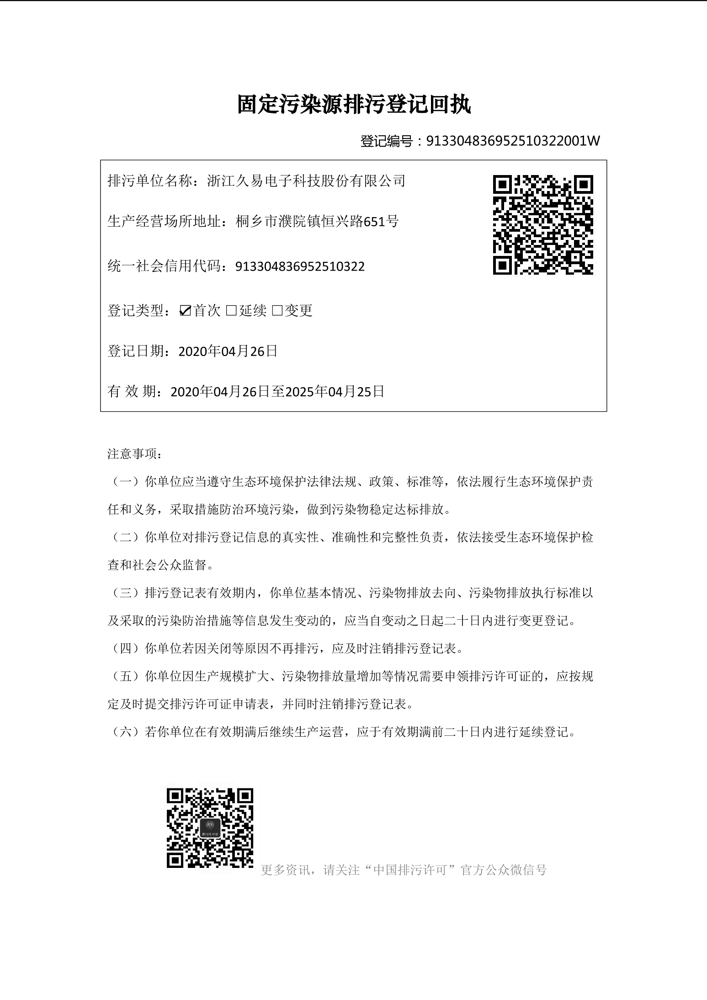 固定污染源排污登记回执
登记编号：913304836952510322001W
排污单位名称：浙江久易电子科技股份有限公司
生产经营场所地址：桐乡市濮院镇恒兴路651号
统一社会信用代码：913304836952510322
登记类型：☑首次 □延续 □变更
登记日期：2020年04月26日
有 效 期：2020年04月26日至2025年04月25日
注意事项：
（一）你单位应当遵守生态环境保护法律法规、政策、标准等，依法履行生态环境保护责
任和义务，采取措施防治环境污染，做到污染物稳定达标排放。
（二）你单位对排污登记信息的真实性、准确性和完整性负责，依法接受生态环境保护检
查和社会公众监督。
（三）排污登记表有效期内，你单位基本情况、污染物排放去向、污染物排放执行标准以
及采取的污染防治措施等信息发生变动的，应当自变动之日起二十日内进行变更登记。
（四）你单位若因关闭等原因不再排污，应及时注销排污登记表。
（五）你单位因生产规模扩大、污染物排放量增加等情况需要申领排污许可证的，应按规
定及时提交排污许可证申请表，并同时注销排污登记表。
（六）若你单位在有效期满后继续生产运营，应于有效期满前二十日内进行延续登记。
排污许可证
更多资讯，请关注“中国排污许可”官方公众微信号